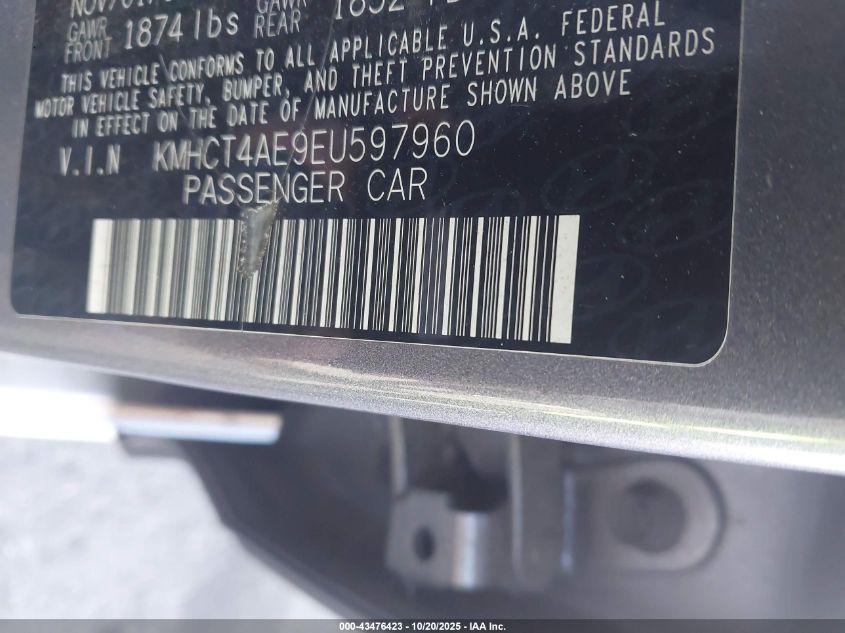 GAWR FRONT 1874 lbs GAWR REAR
THIS VEHICLE CONFORMS TO ALL APPLICABLE U.S.A. FEDERAL
MOTOR VEHICLE SAFETY, BUMPER, AND THEFT PREVENTION STANDARDS
IN EFFECT ON THE DATE OF MANUFACTURE SHOWN ABOVE
V.I.N KMHCT4AE9EU597960
PASSENGER CAR
000-43476423 - 10/20/2025 - IAA Inc.